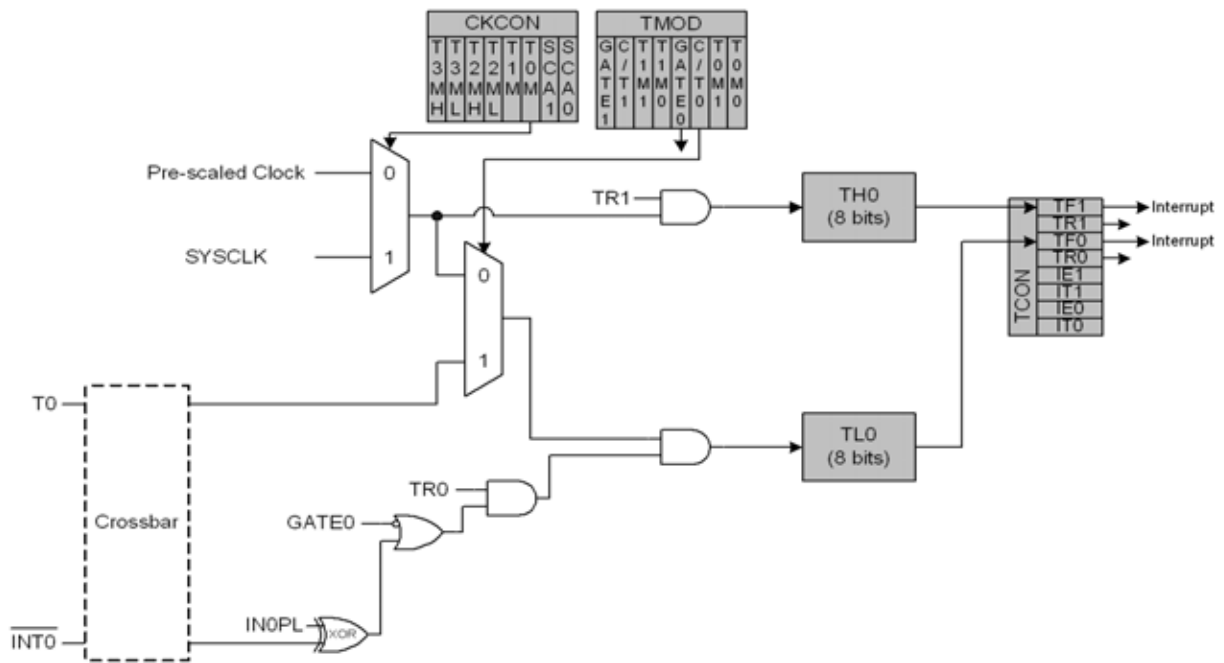 CKCON
T3MH T3ML T2MH T2ML T1M T0M SCA1 SCA0
TMOD
GATE1 C/T1 T1M1 T1M0 GATE0 C/T0 T0M1 T0M0
Pre-scaled Clock
0
SYSCLK
1
TR1
TH0
(8 bits)
TCON
TF1
TR1
TF0
TR0
IE1
IT1
IE0
IT0
Interrupt
Interrupt
0
1
T0
Crossbar
TL0
(8 bits)
TR0
GATE0
IN0PL
XOR
INT0